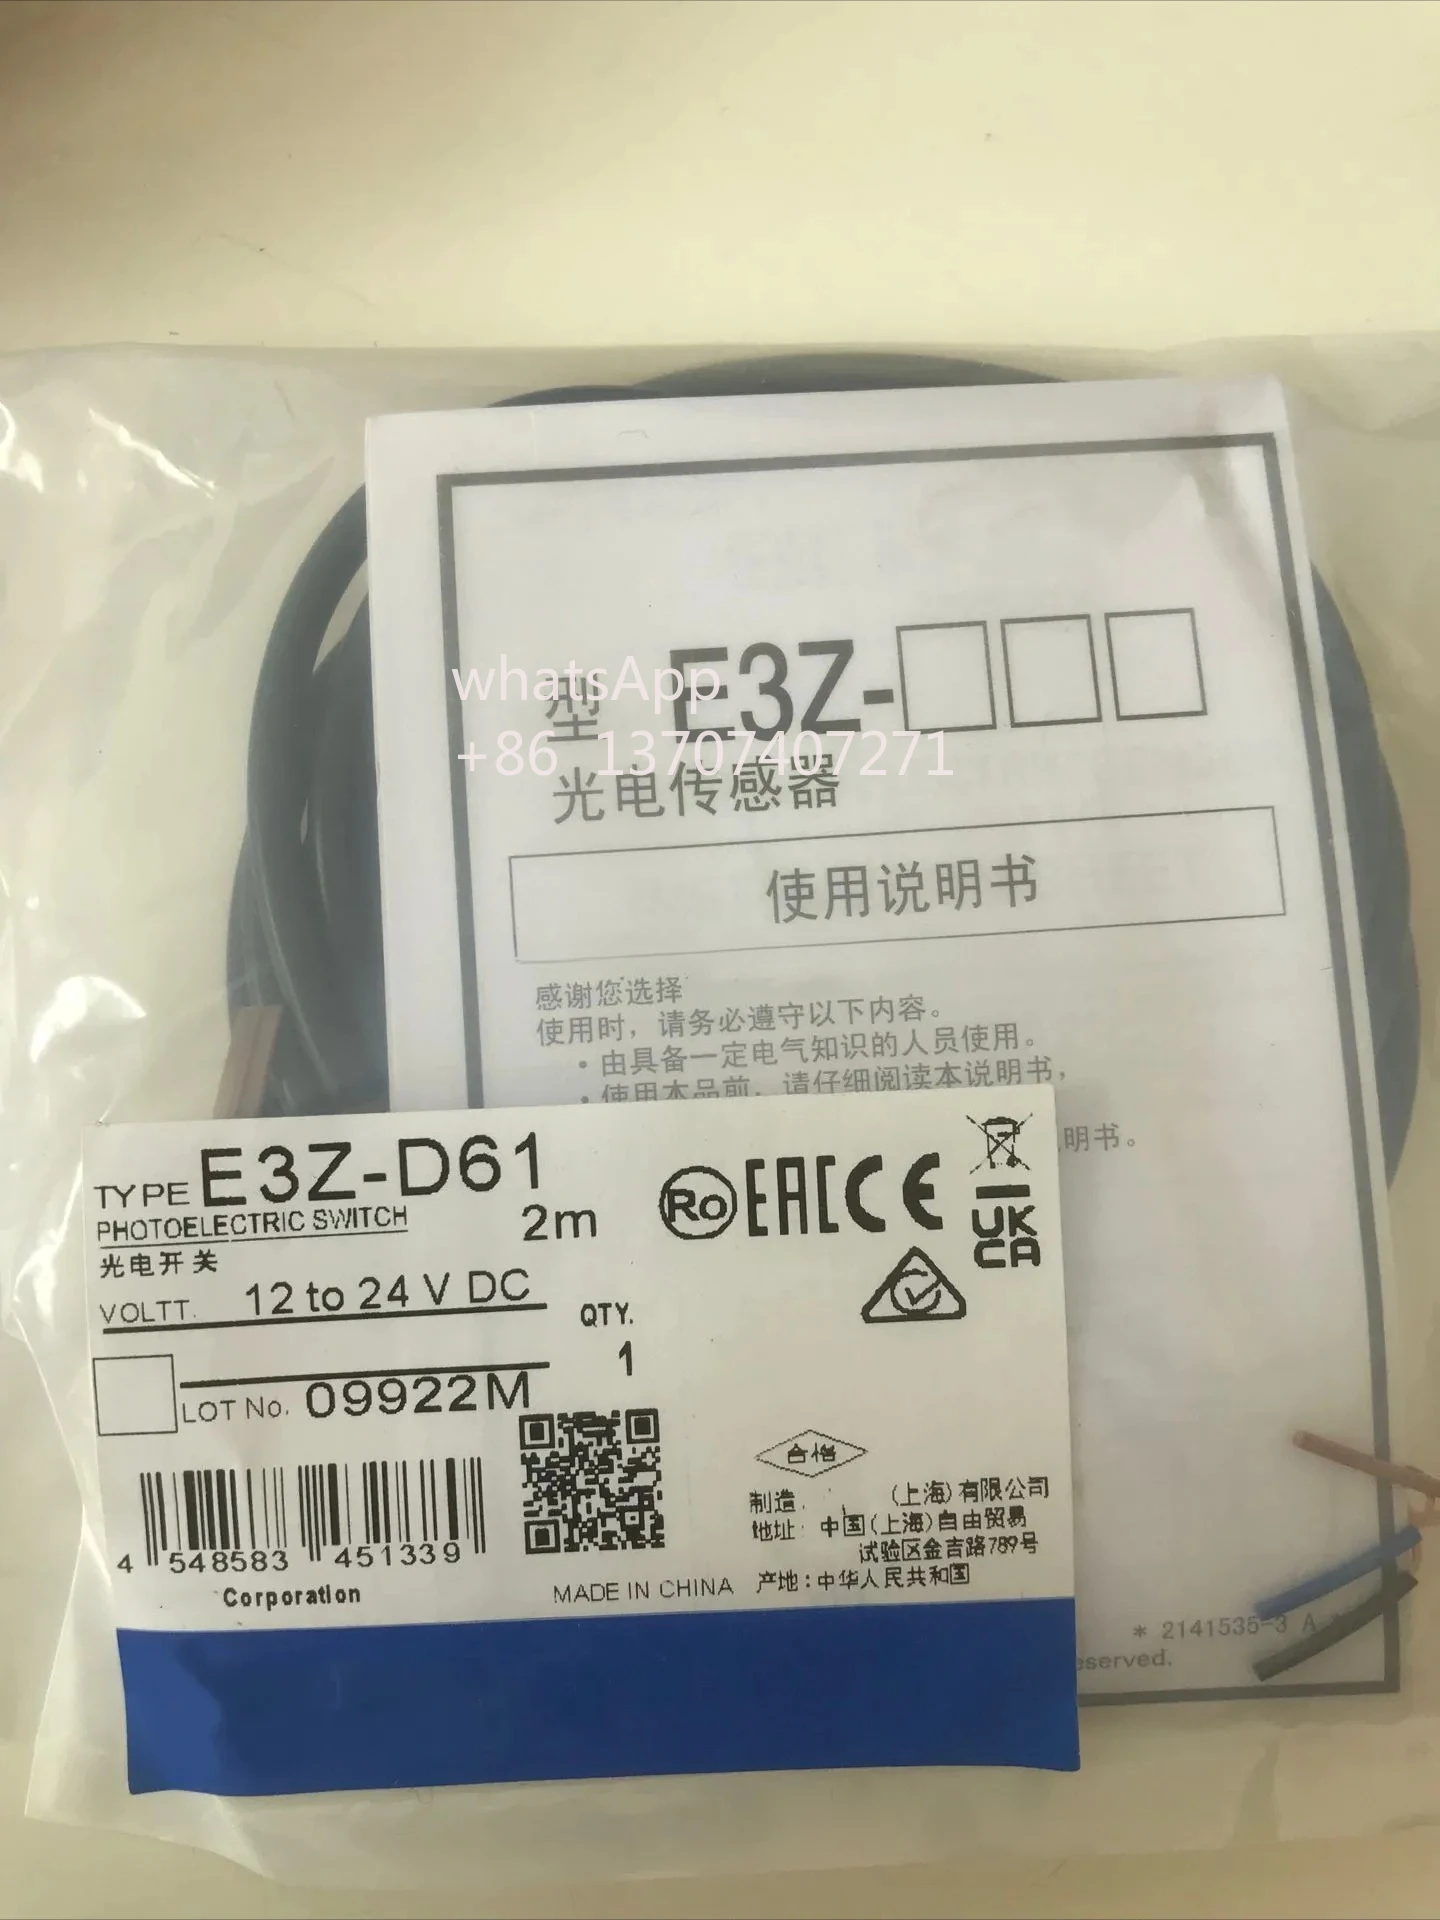 型 E3Z-□□□
whatsApp
+86 13707407271
光电传感器
使用说明书
感谢您选择
使用时，请务必遵守以下内容。
・由具备一定电气知识的人员使用。
・使用本品前，请仔细阅读本说明书，
明书。
TYPE E3Z-D61
PHOTOELECTRIC SWITCH 2m
光电开关
VOLTT. 12 to 24 V DC
QTY.
1
LOT No. 09922M
EAC CE
UK
CA
合格
4 548583 451339
Corporation
制造. (上海)有限公司
地址: 中国(上海)自由贸易
试验区金吉路789号
MADE IN CHINA 产地:中华人民共和国
* 2141535-3 A
eserved.